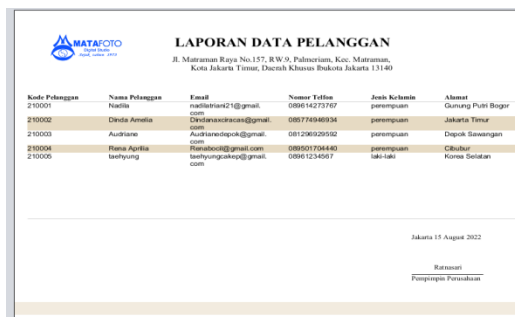 MATAFOTO
Digital Studio
LAPORAN DATA PELANGGAN
Jl. Matraman Raya No.157, RW.9, Palmeriam, Kec. Matraman,
Kota Jakarta Timur, Daerah Khusus Ibukota Jakarta 13140
Kode Pelanggan Nama Pelanggan Email Nomor Telfon Jenis Kelamin Alamat
210001 Nadila nadilatriani21@gmail. 089614273767 perempuan Gunung Putri Bogor
com
210002 Dinda Amelia Dindanaxciracas@gmail. 085774946934 perempuan Jakarta Timur
com
210003 Audriane Audrianedepok@gmail. 081296929592 perempuan Depok Sawangan
com
210004 Rena Aprilia Renabocil@gmail.com 089501704440 perempuan Cibubur
210005 taehyung taehyungcakep@gmail. 08961234567 laki-laki Korea Selatan
com
Jakarta 15 August 2022
Ratnasari
Pempimpin Perusahaan